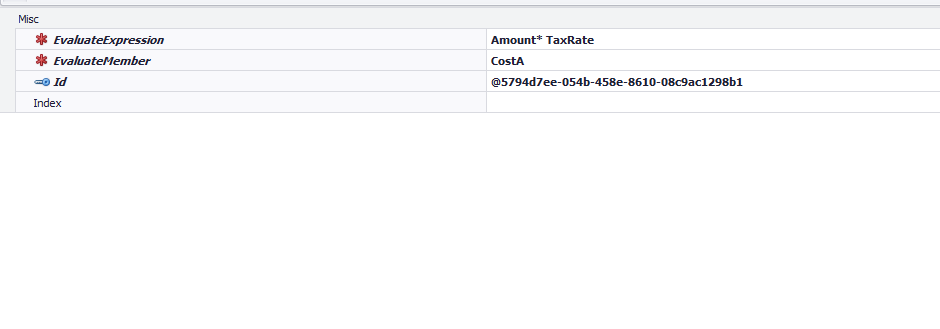 Misc
EvaluateExpression Amount* TaxRate
EvaluateMember CostA
Id @5794d7ee-054b-458e-8610-08c9ac1298b1
Index